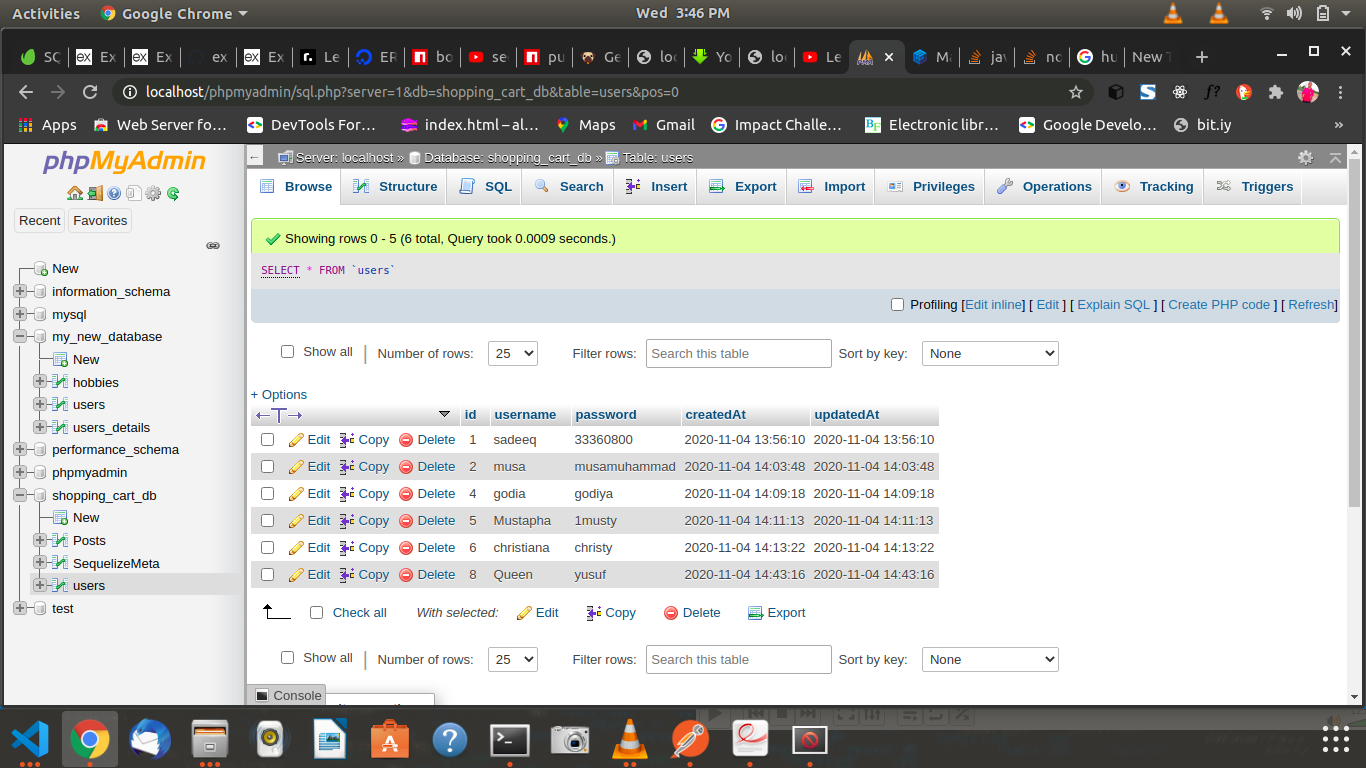 Activities Google Chrome Wed 3:46 PM
SQ Ex Ex ex Ex Le ER bo se pu Ge loc Yo loc Le Ma jav no hu New T
localhost/phpmyadmin/sql.php?server=1&db=shopping_cart_db&table=users&pos=0
Apps Web Server fo… DevTools For… index.html – al… Maps Gmail Impact Challe… Electronic libr… Google Develo… bit.iy »
phpMyAdmin
Recent Favorites
New
information_schema
mysql
my_new_database
New
hobbies
users
users_details
performance_schema
phpmyadmin
shopping_cart_db
New
Posts
SequelizeMeta
users
test
Server: localhost » Database: shopping_cart_db » Table: users
Browse Structure SQL Search Insert Export Import Privileges Operations Tracking Triggers
Showing rows 0 - 5 (6 total, Query took 0.0009 seconds.)
SELECT * FROM `users`
Profiling [Edit inline] [ Edit ] [ Explain SQL ] [ Create PHP code ] [ Refresh]
Show all | Number of rows: 25 Filter rows: Search this table Sort by key: None
+ Options
id username password createdAt updatedAt
Edit Copy Delete 1 sadeeq 33360800 2020-11-04 13:56:10 2020-11-04 13:56:10
Edit Copy Delete 2 musa musamuhammad 2020-11-04 14:03:48 2020-11-04 14:03:48
Edit Copy Delete 4 godia godiya 2020-11-04 14:09:18 2020-11-04 14:09:18
Edit Copy Delete 5 Mustapha 1musty 2020-11-04 14:11:13 2020-11-04 14:11:13
Edit Copy Delete 6 christiana christy 2020-11-04 14:13:22 2020-11-04 14:13:22
Edit Copy Delete 8 Queen yusuf 2020-11-04 14:43:16 2020-11-04 14:43:16
Check all With selected: Edit Copy Delete Export
Show all | Number of rows: 25 Filter rows: Search this table Sort by key: None
Console